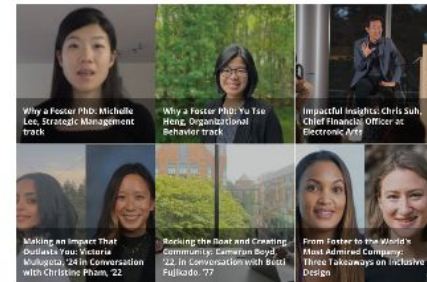 Why a Foster PhD: Michelle
Lee, Strategic Management
track
Why a Foster PhD: Yu Tse
Heng, Organizational
Behavior track
Impactful Insights: Chris Suh,
Chief Financial Officer at
Electronic Arts
Making an Impact That
Outlasts You: Victoria
Mulugeta, '24 in Conversation
with Christine Pham, '22
Rocking the Boat and Creating
Community: Cameron Boyd,
'22, in Conversation with Betti
Fujikado, '77
From Foster to the World's
Most Admired Company:
Three Takeaways on Inclusive
Design